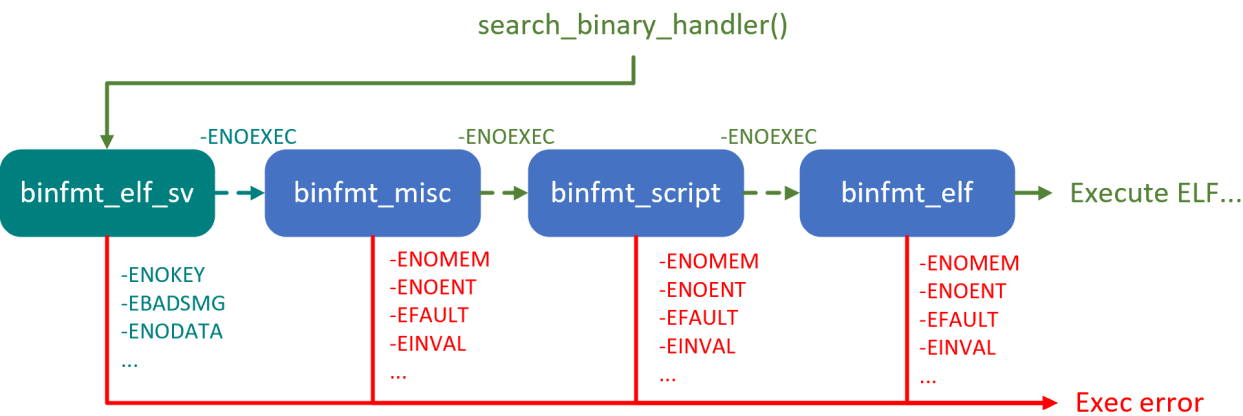 search_binary_handler()
-ENOEXEC
-ENOEXEC
-ENOEXEC
binfmt_elf_sv
binfmt_misc
binfmt_script
binfmt_elf
Execute ELF...
-ENOKEY
-EBADSMG
-ENODATA
...
-ENOMEM
-ENOENT
-EFAULT
-EINVAL
...
-ENOMEM
-ENOENT
-EFAULT
-EINVAL
...
-ENOMEM
-ENOENT
-EFAULT
-EINVAL
...
Exec error